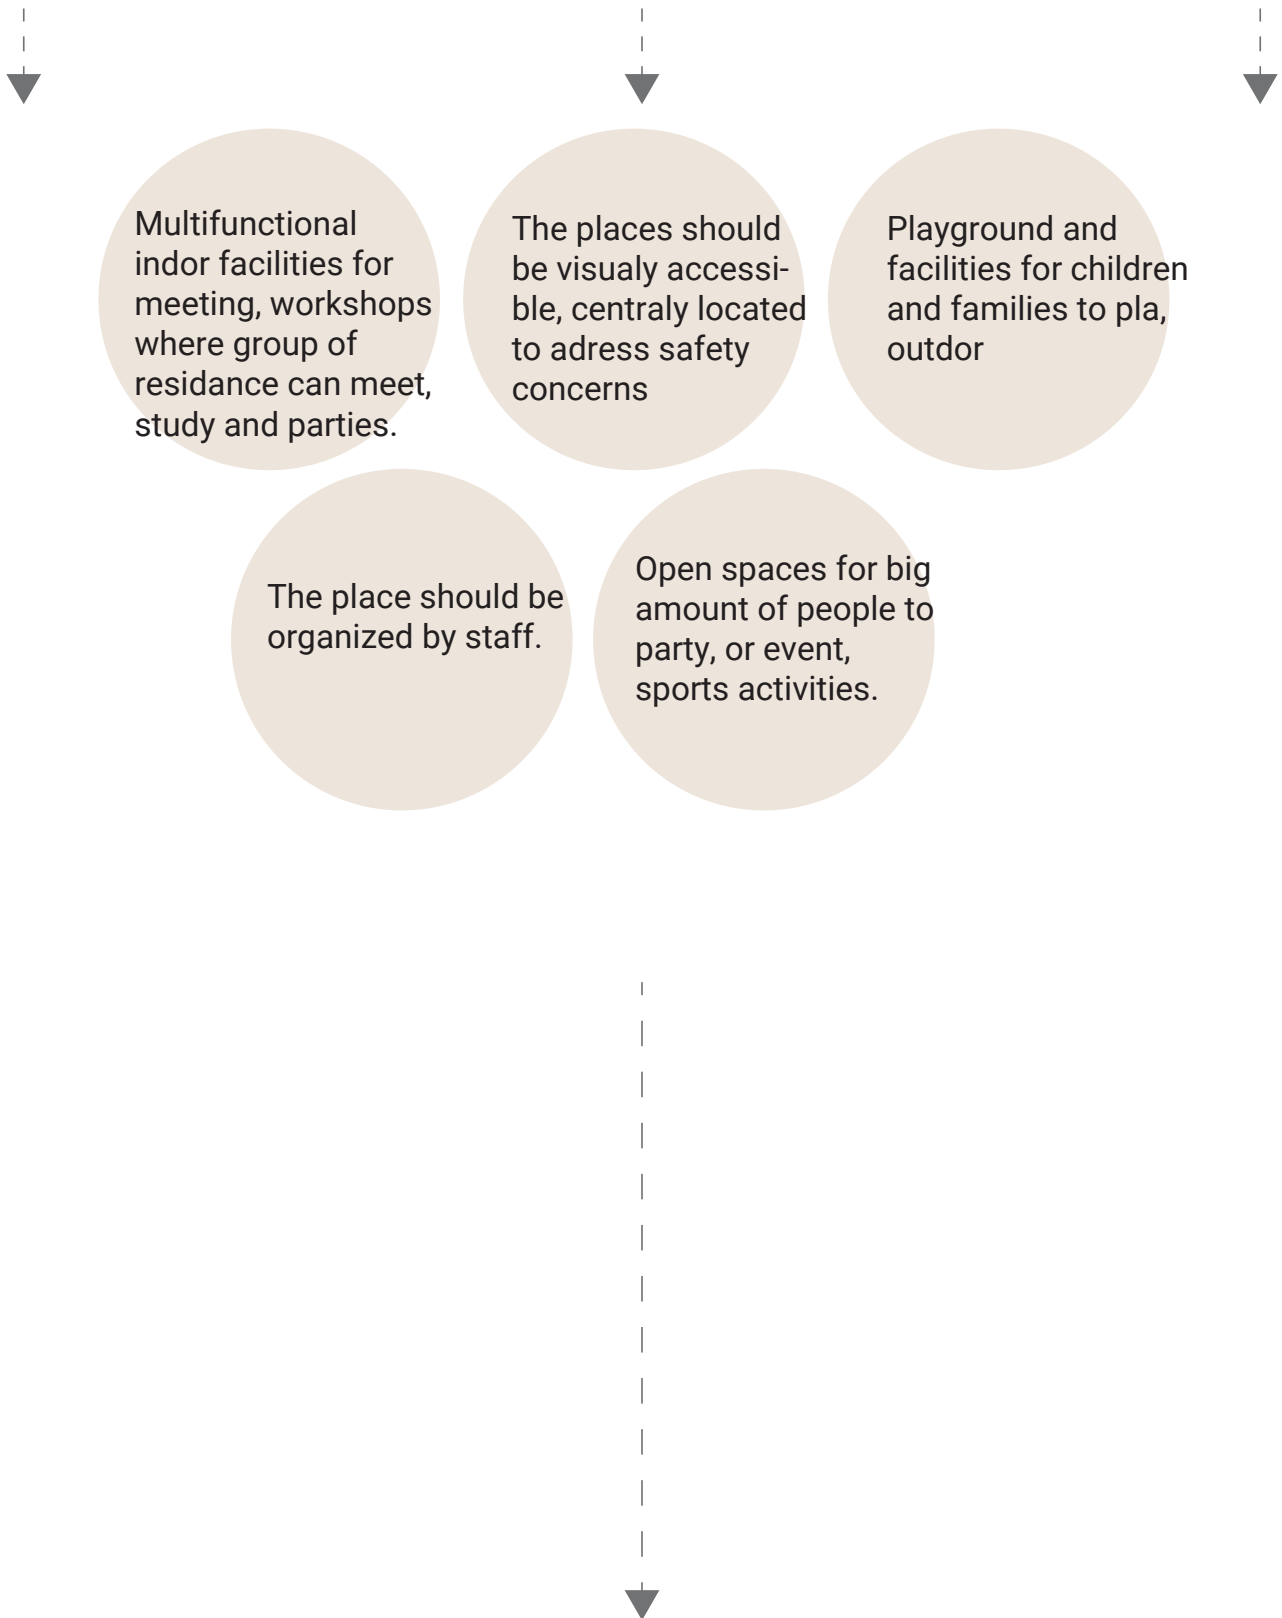 Multifunctional
indor facilities for
meeting, workshops
where group of
residance can meet,
study and parties.
The places should
be visualy accessi-
ble, centraly located
to adress safety
concerns
Playground and
facilities for children
and families to pla,
outdor
The place should be
organized by staff.
Open spaces for big
amount of people to
party, or event,
sports activities.